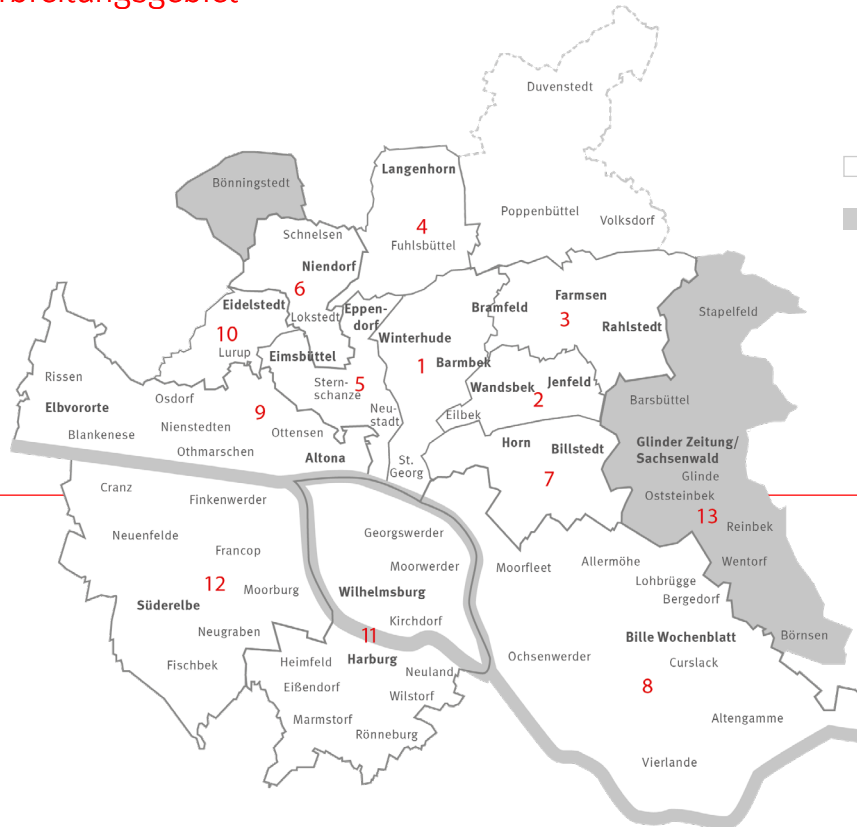 rbreitungsgebiet
Duvenstedt
Langenhorn
Bönningstedt
Poppenbüttel
Volksdorf
4
Schnelsen
Fuhlsbüttel
Niendorf
6
Eidelstedt
Lokstedt
Eppen-
dorf
Bramfeld
Farmsen
3
Rahlstedt
Stapelfeld
10
Lurup
Eimsbüttel
Winterhude
1
Barmbek
Rissen
Elbvororte
Blankenese
Osdorf
Nienstedten
Othmarschen
9
Ottensen
Altona
Stern-
schanze
5
Neu-
stadt
St.
Georg
Wandsbek
Jenfeld
2
Eilbek
Barsbüttel
Horn
Billstedt
7
Glinder Zeitung/
Sachsenwald
Glinde
Oststeinbek
13
Reinbek
Wentorf
Börnsen
Cranz
Finkenwerder
Neuenfelde
Francop
12
Moorburg
Süderelbe
Neugraben
Fischbek
Georgswerder
Moorwerder
Wilhelmsburg
Kirchdorf
11
Harburg
Heimfeld
Neuland
Eißendorf
Wilstorf
Marmstorf
Rönneburg
Moorfleet
Allermöhe
Lohbrügge
Bergedorf
Bille Wochenblatt
Ochsenwerder
Curslack
8
Altengamme
Vierlande